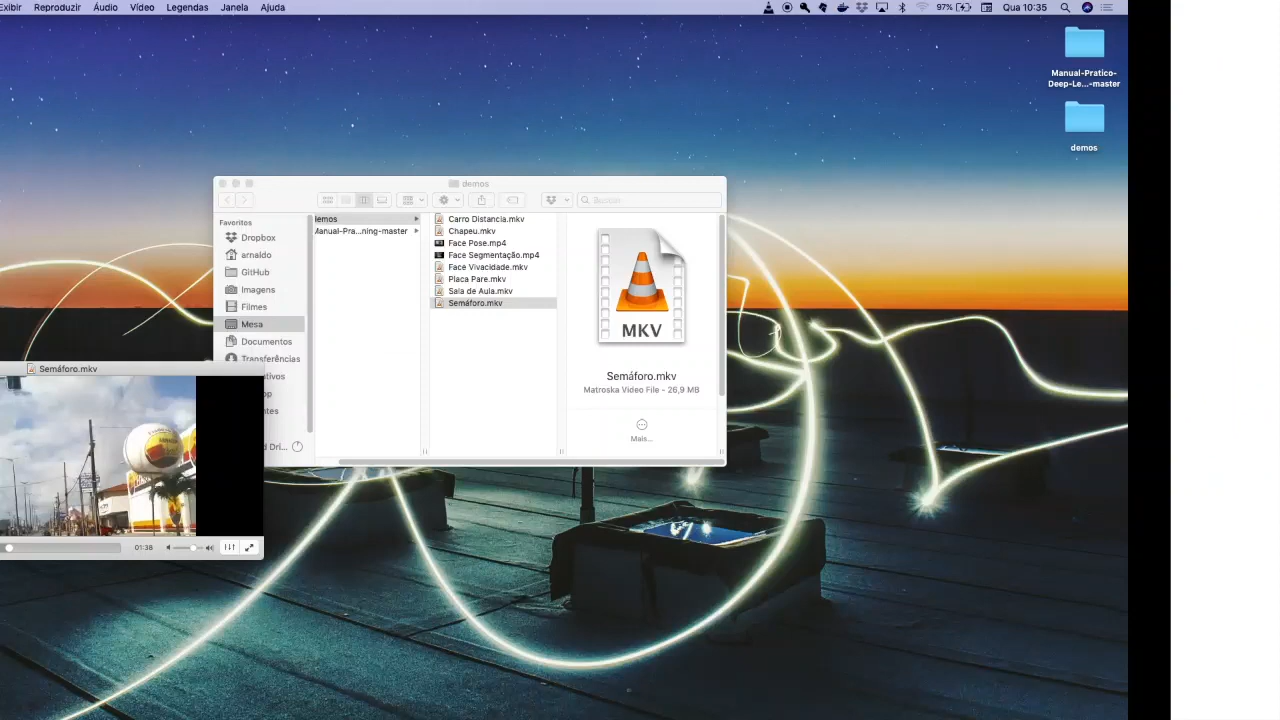 Exibir Reproduzir Áudio Vídeo Legendas Janela Ajuda 97% Qua 10:35
Manual-Pratico-
Deep-Le...-master
demos
demos
Buscar
Favoritos
Dropbox
arnaldo
GitHub
Imagens
Filmes
Mesa
Documentos
Transferências
demos
Manual-Pra...ning-master
Carro Distancia.mkv
Chapeu.mkv
Face Pose.mp4
Face Segmentação.mp4
Face Vivacidade.mkv
Placa Pare.mkv
Sala de Aula.mkv
Semáforo.mkv
MKV
Semáforo.mkv
Matroska Video File - 26,9 MB
Mais...
Semáforo.mkv
01:38